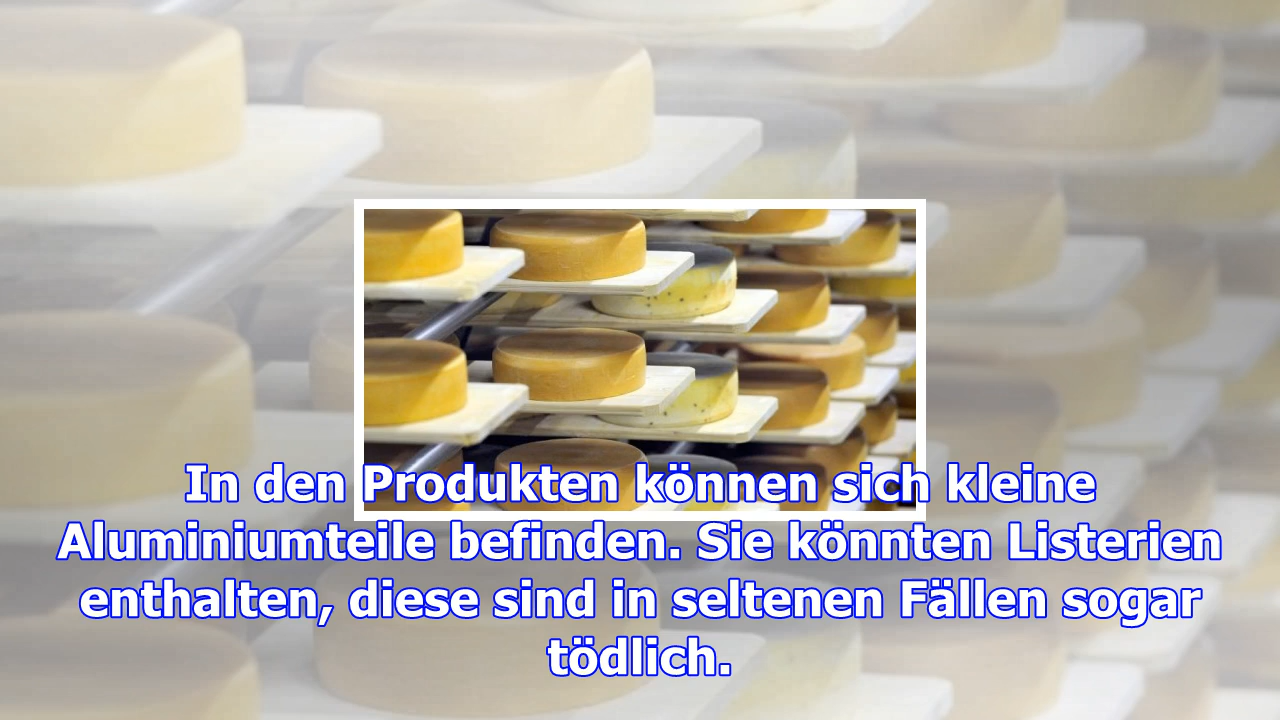 In den Produkten können sich kleine
Aluminiumteile befinden. Sie könnten Listerien
enthalten, diese sind in seltenen Fällen sogar
tödlich.